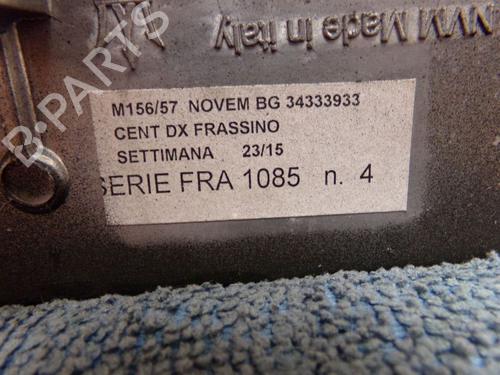 NVM Made in italy
M156/57 NOVEM BG 34333933
CENT DX FRASSINO
SETTIMANA 23/15
SERIE FRA 1085 n. 4
B-PARTS